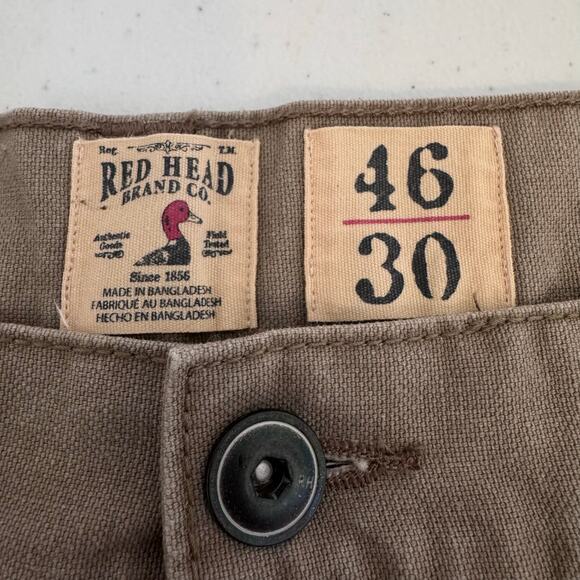 Reg. T.M.
RED HEAD
BRAND CO.
Authentic Goods
Field Tested
Since 1856
MADE IN BANGLADESH
FABRIQUÉ AU BANGLADESH
HECHO EN BANGLADESH
46
30
RH